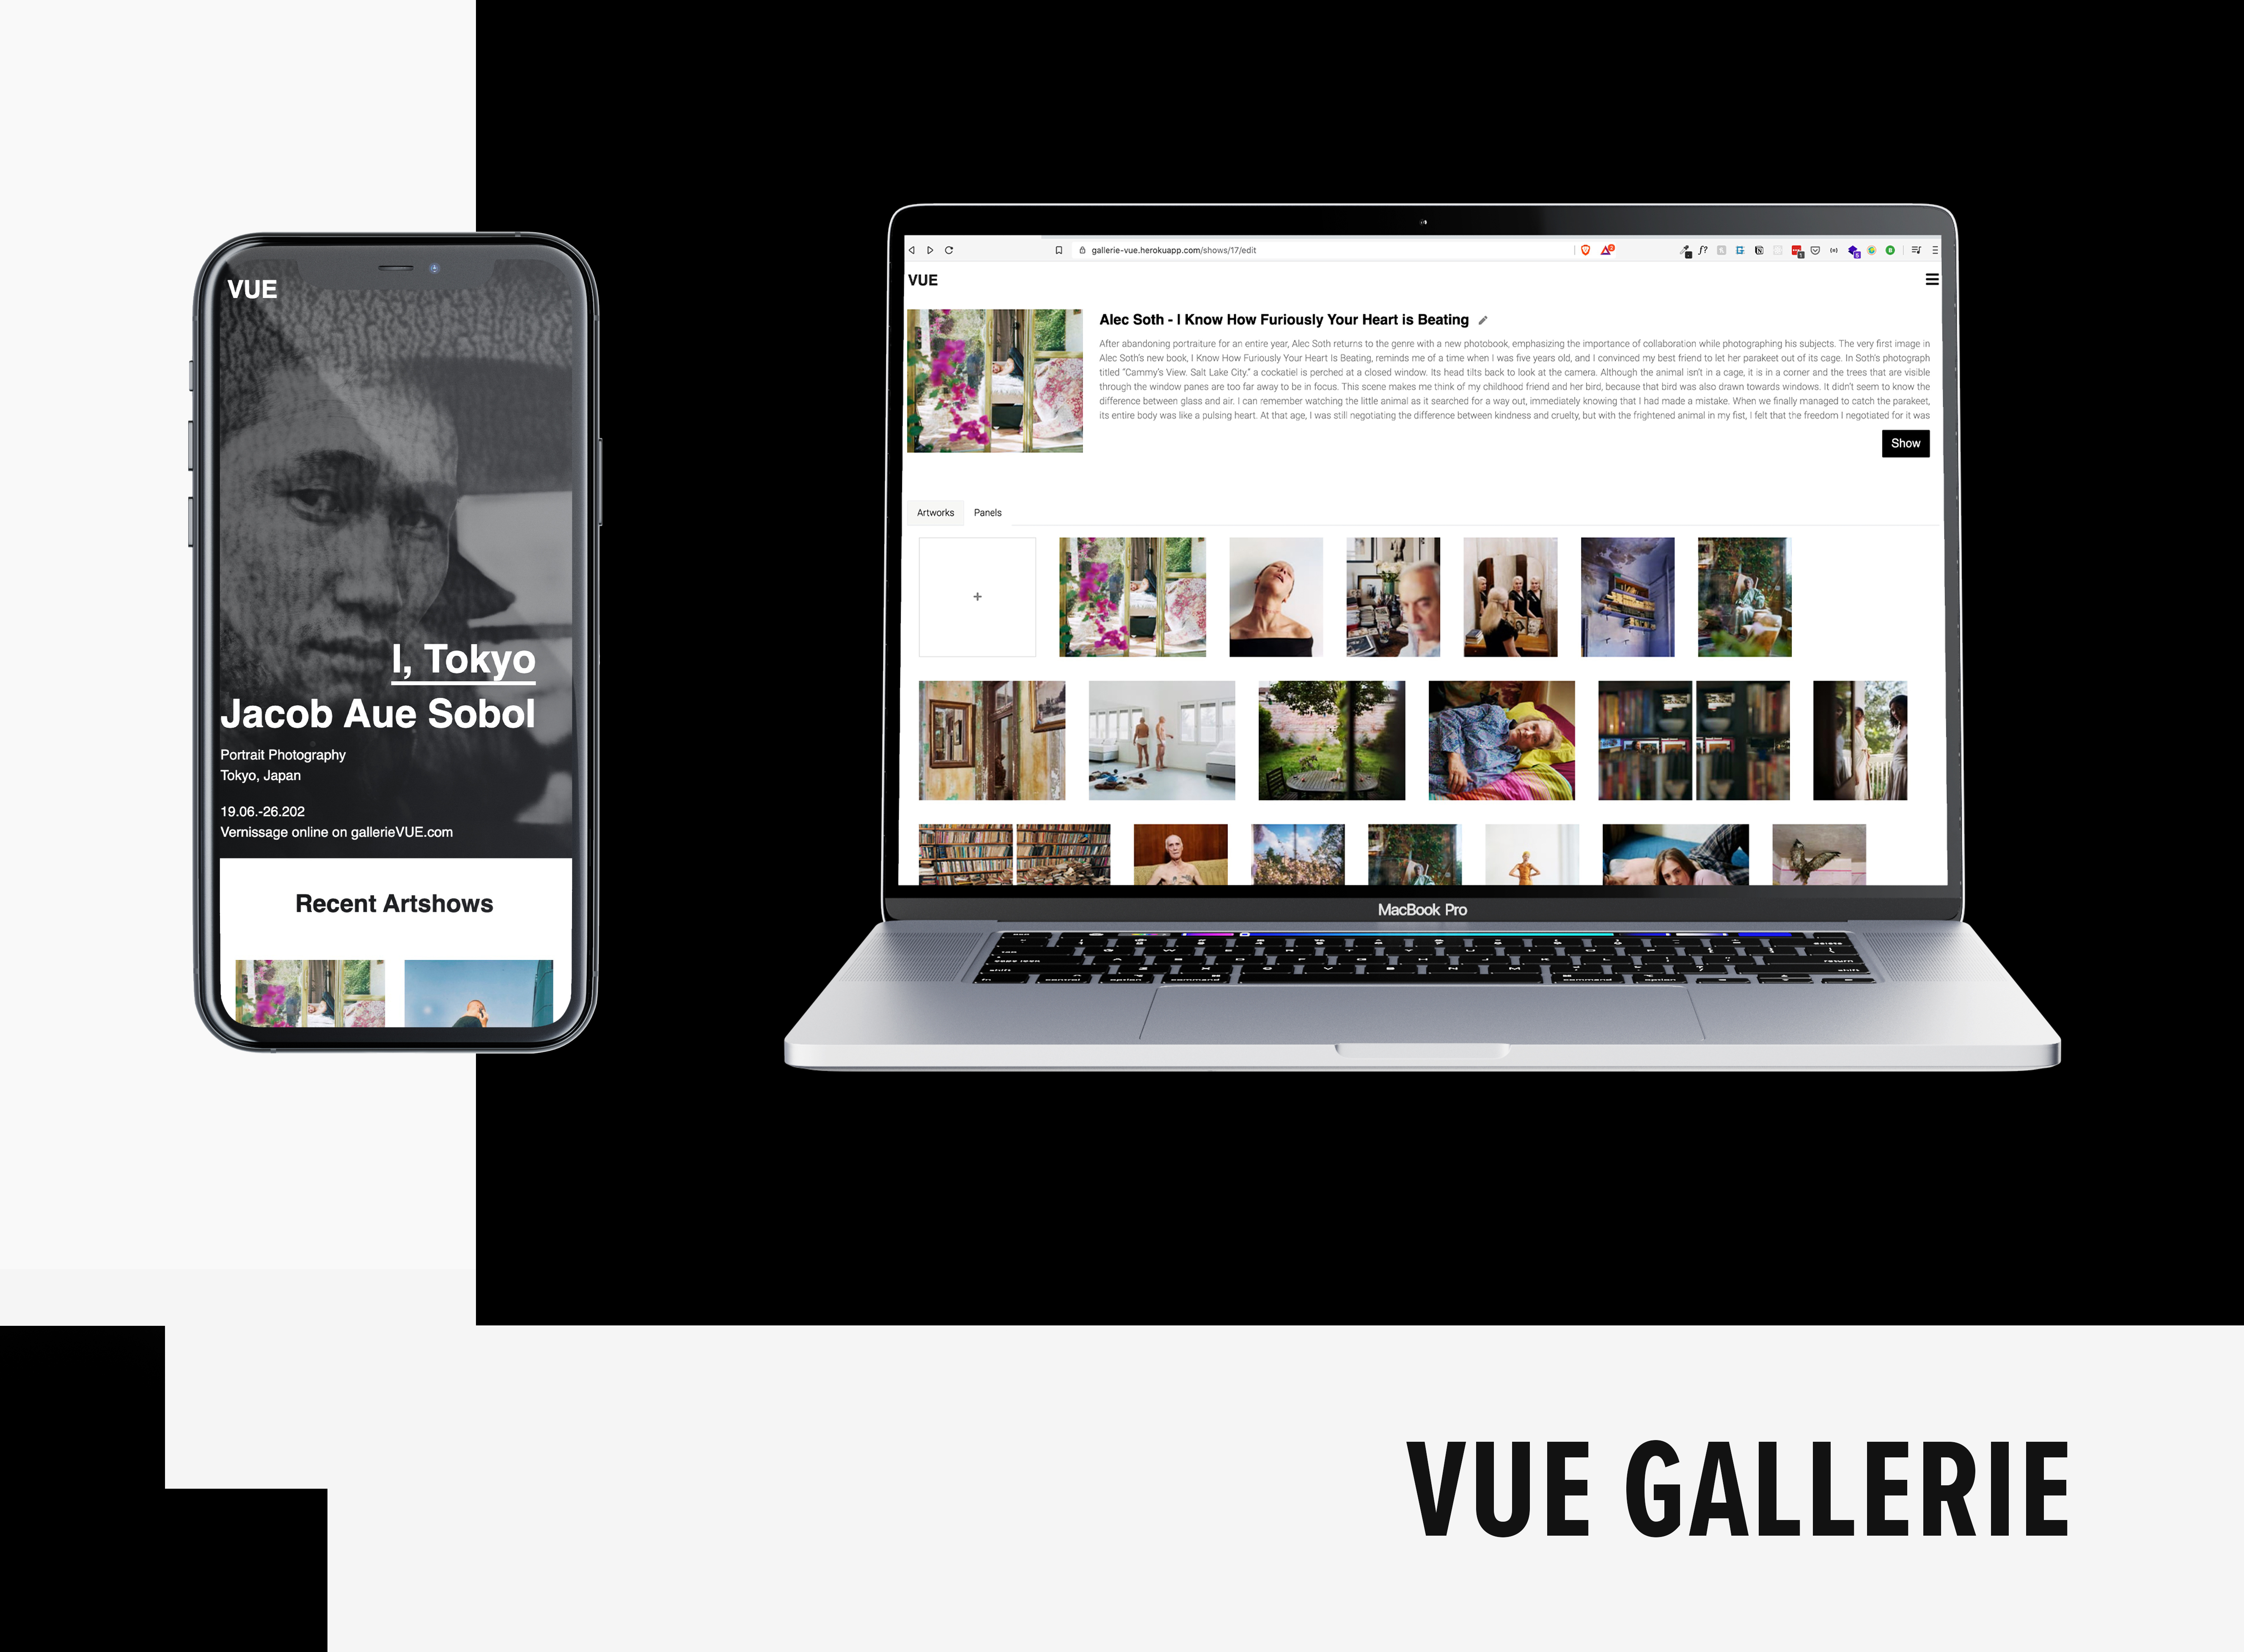 VUE
I, Tokyo
Jacob Aue Sobol
Portrait Photography
Tokyo, Japan
19.06.-26.202
Vernissage online on gallerieVUE.com
Recent Artshows
gallerie-vue.herokuapp.com/shows/17/edit
VUE
Alec Soth - I Know How Furiously Your Heart is Beating
After abandoning portraiture for an entire year, Alec Soth returns to the genre with a new photobook, emphasizing the importance of collaboration while photographing his subjects. The very first image in
Alec Soth's new book, I Know How Furiously Your Heart Is Beating, reminds me of a time when I was five years old, and I convinced my best friend to let her parakeet out of its cage. In Soth's photograph
titled “Cammy's View. Salt Lake City.” a cockatiel is perched at a closed window. Its head tilts back to look at the camera. Although the animal isn't in a cage, it is in a corner and the trees that are visible
through the window panes are too far away to be in focus. This scene makes me think of my childhood friend and her bird, because that bird was also drawn towards windows. It didn't seem to know the
difference between glass and air. I can remember watching the little animal as it searched for a way out, immediately knowing that I had made a mistake. When we finally managed to catch the parakeet,
its entire body was like a pulsing heart. At that age, I was still negotiating the difference between kindness and cruelty, but with the frightened animal in my fist, I felt that the freedom I negotiated for it was
Show
Artworks Panels
MacBook Pro
VUE GALLERIE